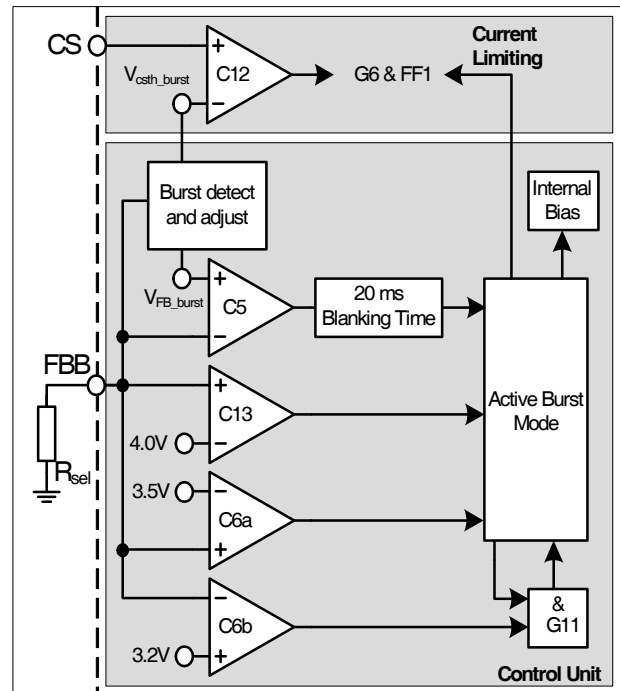 CS
Current
Limiting
+
C12
−
G6 & FF1
Vcsth_burst
Burst detect
and adjust
Internal
Bias
+
C5
−
VFB_burst
20 ms
Blanking Time
FBB
+
C13
−
4.0V
Active Burst
Mode
Rsel
3.5V
−
C6a
+
−
C6b
+
3.2V
&
G11
Control Unit